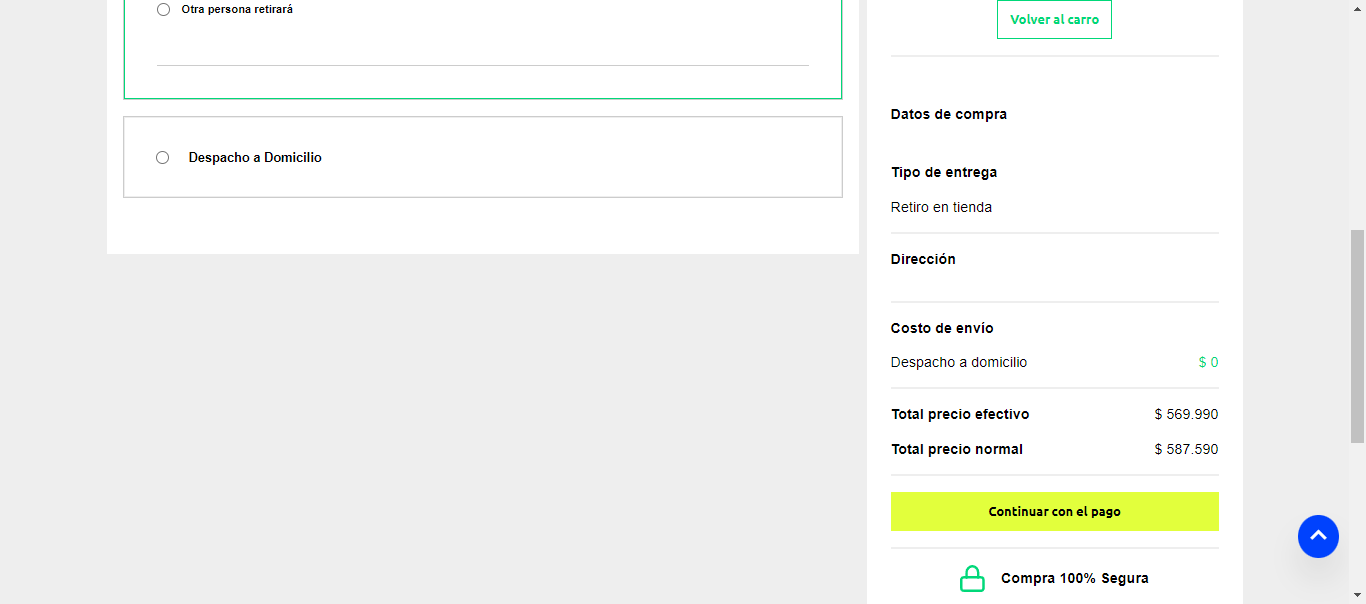 Otra persona retirará
Despacho a Domicilio
Volver al carro
Datos de compra
Tipo de entrega
Retiro en tienda
Dirección
Costo de envío
Despacho a domicilio $ 0
Total precio efectivo $ 569.990
Total precio normal $ 587.590
Continuar con el pago
Compra 100% Segura